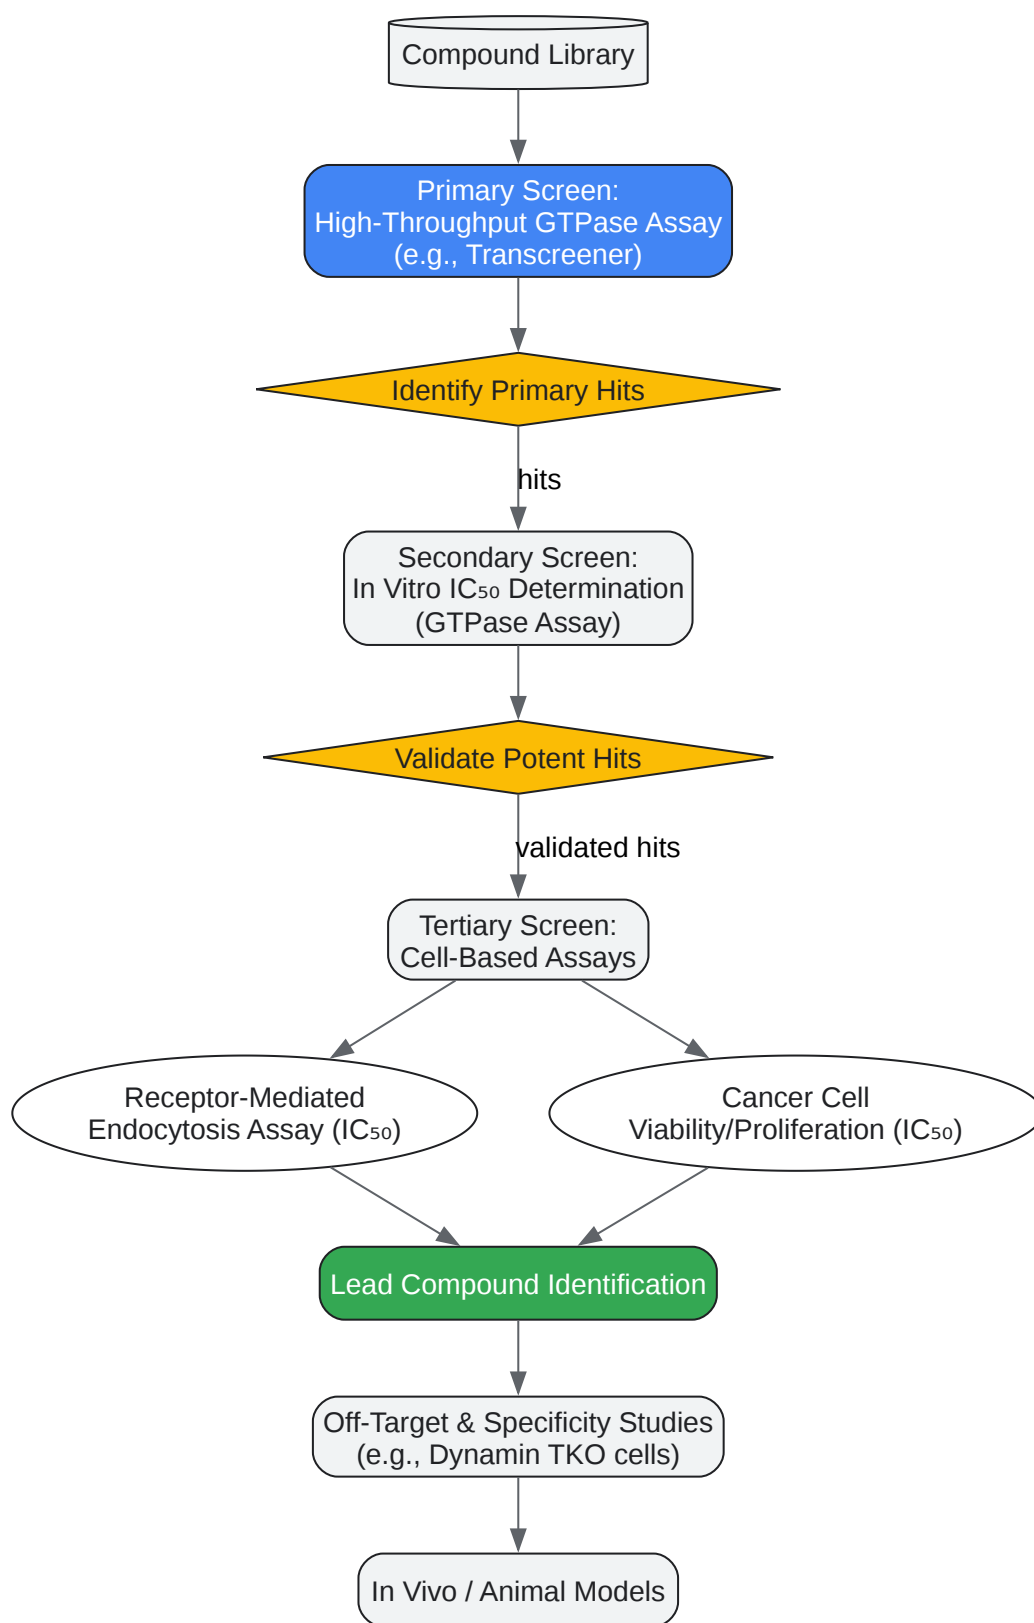 Compound Library
Primary Screen:
High-Throughput GTPase Assay
(e.g., Transcreener)
Identify Primary Hits
hits
Secondary Screen:
In Vitro IC₅₀ Determination
(GTPase Assay)
Validate Potent Hits
validated hits
Tertiary Screen:
Cell-Based Assays
Receptor-Mediated
Endocytosis Assay (IC₅₀)
Cancer Cell
Viability/Proliferation (IC₅₀)
Lead Compound Identification
Off-Target & Specificity Studies
(e.g., Dynamin TKO cells)
In Vivo / Animal Models